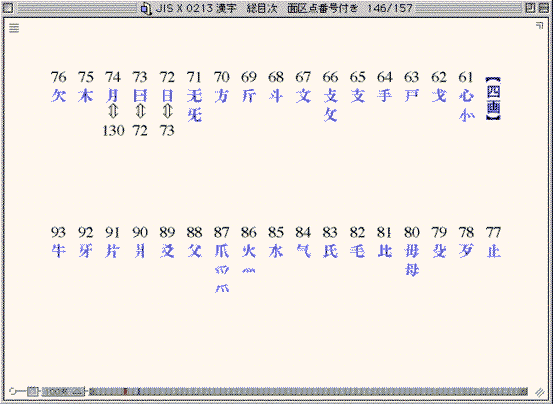 JIS X 0213 漢字 総目次 面区点番号付き 146/157
【四画】
61 心 忄
62 戈
63 戸
64 手
65 支
66 攴 攵
67 文
68 斗
69 斤
70 方
71 无 旡
72 日 ⇔ 73
73 曰 ⇔ 72
74 月 ⇔ 130
75 木
76 欠
77 止
78 歹
79 殳
80 毋 母
81 比
82 毛
83 氏
84 气
85 水
86 火 灬
87 爪 爫
88 父
89 爻
90 爿
91 片
92 牙
93 牛
100%